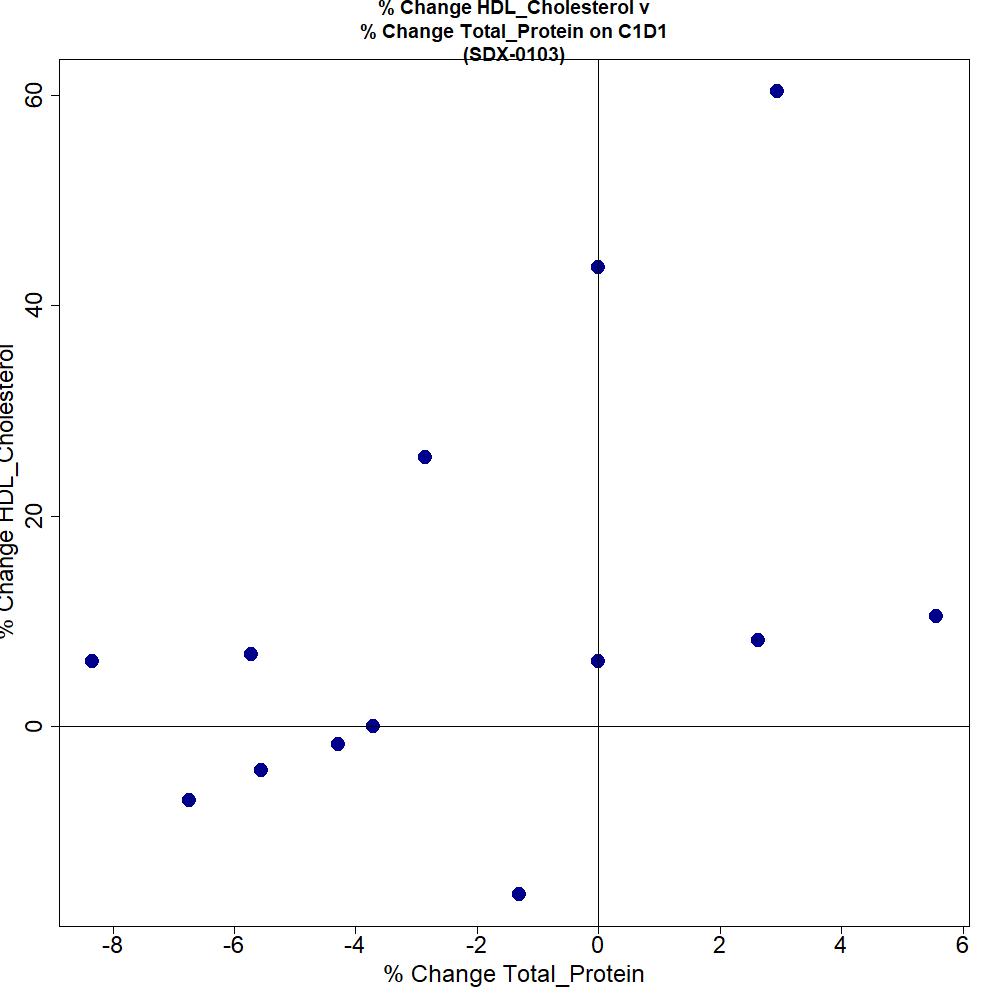 % Change HDL_Cholesterol v
% Change Total_Protein on C1D1
(SDX-0103)
% Change HDL_Cholesterol
60
40
20
0
-8
-6
-4
-2
0
2
4
6
% Change Total_Protein